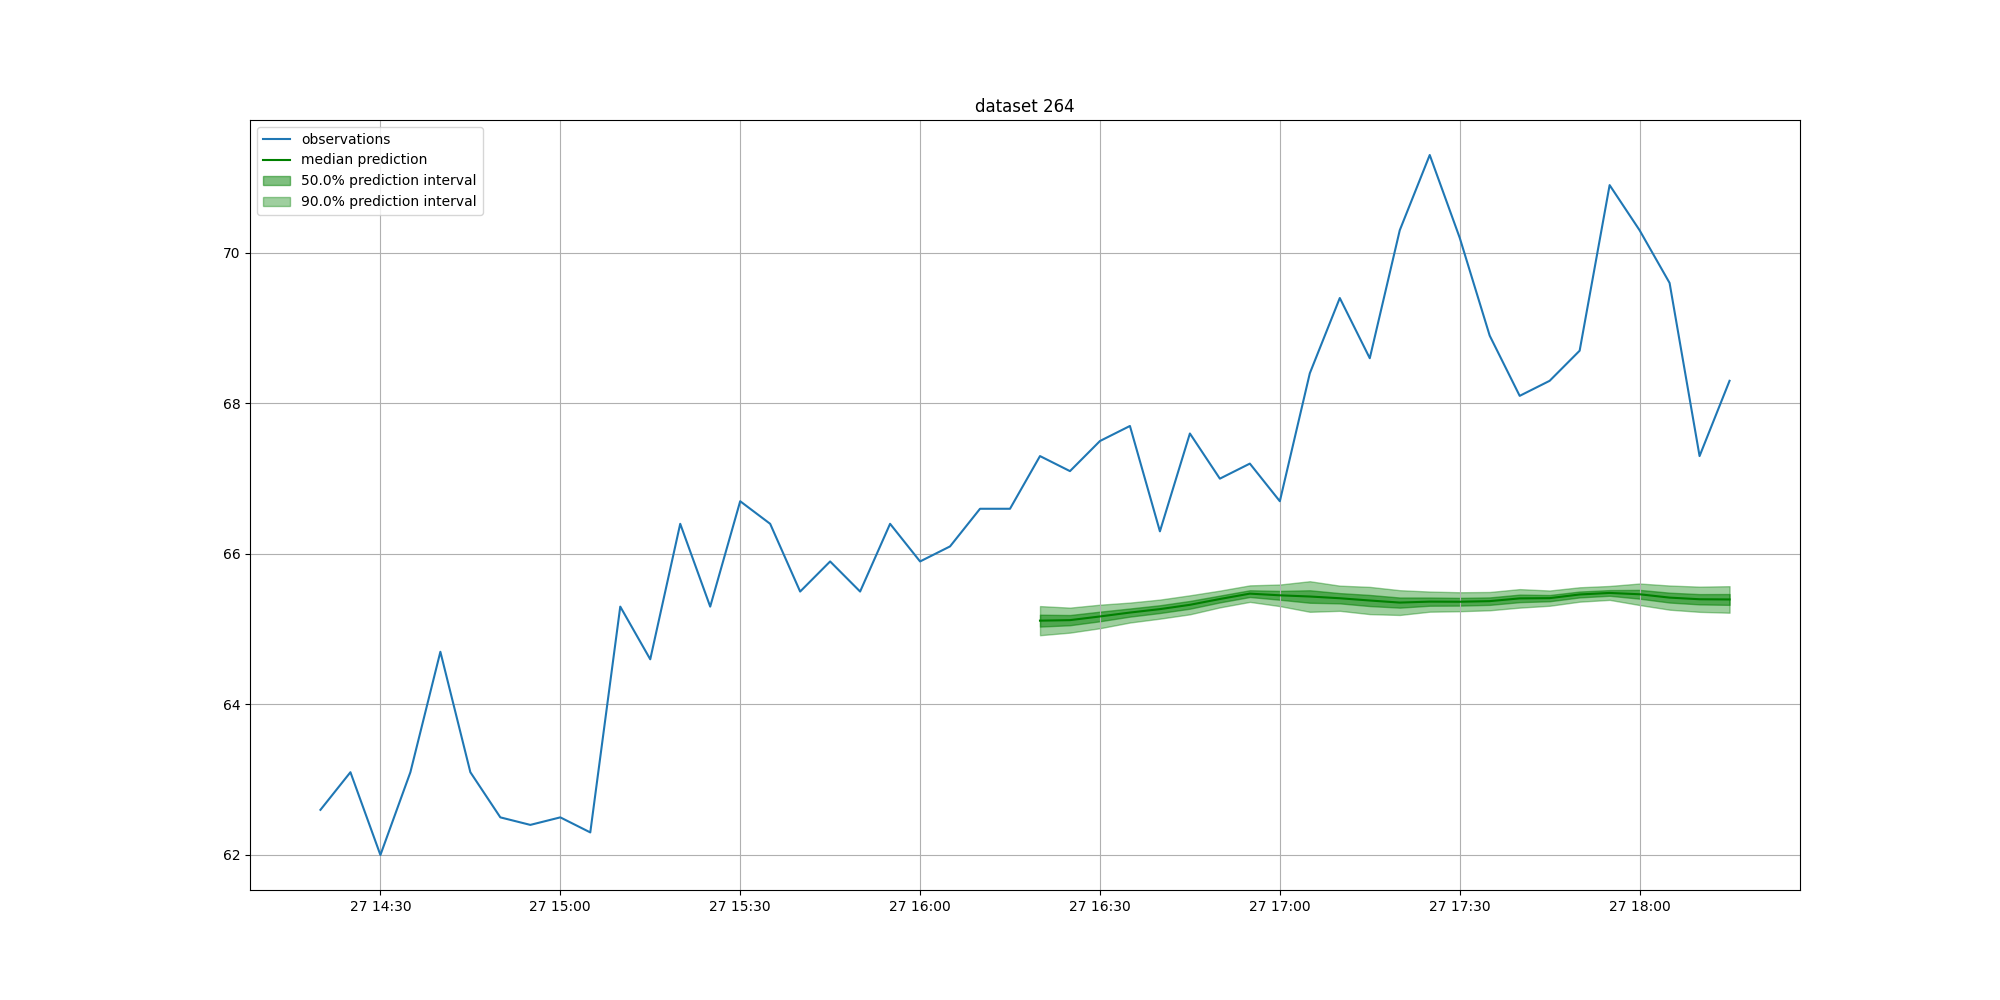 dataset 264
observations
median prediction
50.0% prediction interval
90.0% prediction interval
70
68
66
64
62
27 14:30
27 15:00
27 15:30
27 16:00
27 16:30
27 17:00
27 17:30
27 18:00